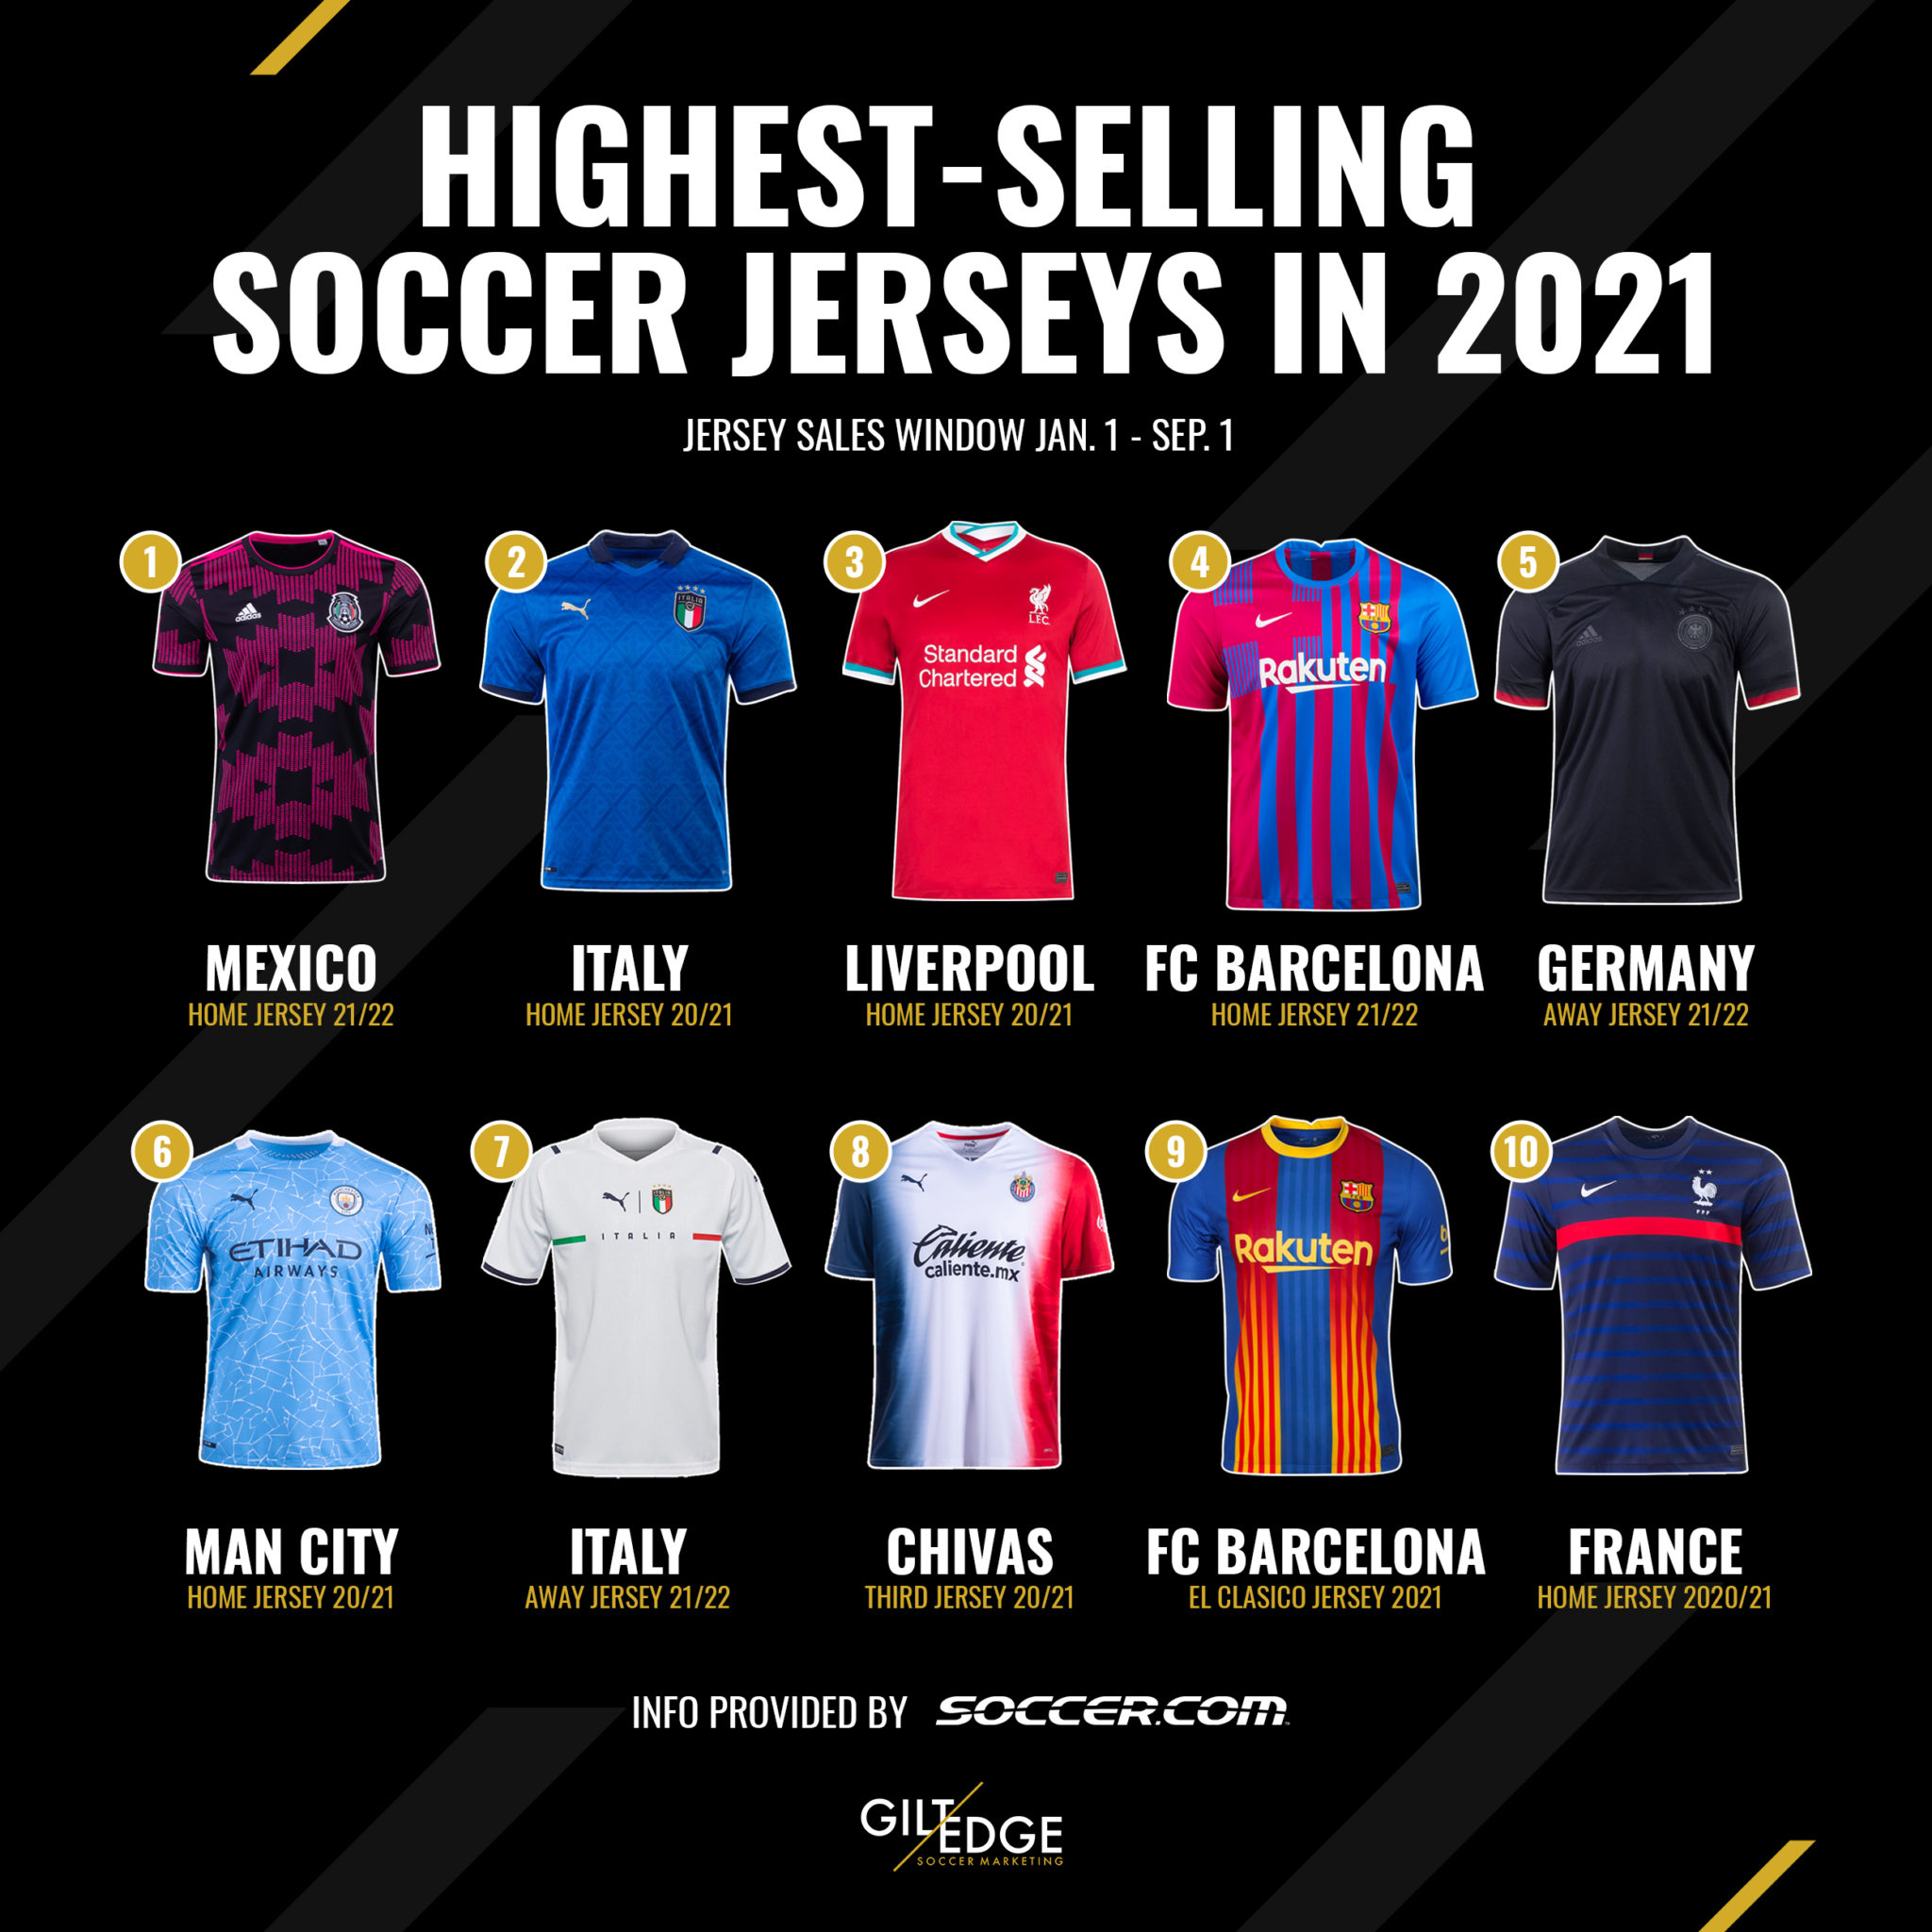 HIGHEST-SELLING
SOCCER JERSEYS IN 2021
JERSEY SALES WINDOW JAN. 1 - SEP. 1
1
2
3
4
5
adidas
ITALIA
L.F.C.
Standard
Chartered
Rakuten
adidas
MEXICO
ITALY
LIVERPOOL
FC BARCELONA
GERMANY
HOME JERSEY 21/22
HOME JERSEY 20/21
HOME JERSEY 20/21
HOME JERSEY 21/22
AWAY JERSEY 21/22
6
7
8
9
10
ETIHAD
AIRWAYS
ITALIA
Caliente
caliente.mx
Rakuten
FFF
MAN CITY
ITALY
CHIVAS
FC BARCELONA
FRANCE
HOME JERSEY 20/21
AWAY JERSEY 21/22
THIRD JERSEY 20/21
EL CLASICO JERSEY 2021
HOME JERSEY 2020/21
INFO PROVIDED BY SOCCER.COM
GILT EDGE
SOCCER MARKETING